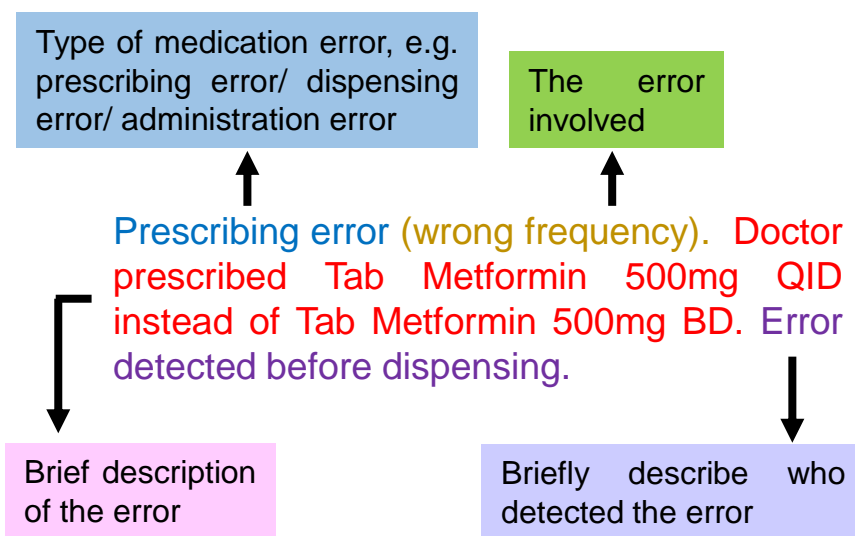 Type of medication error, e.g.
prescribing error/ dispensing
error/ administration error
The error
involved
Prescribing error (wrong frequency). Doctor
prescribed Tab Metformin 500mg QID
instead of Tab Metformin 500mg BD. Error
detected before dispensing.
Brief description
of the error
Briefly describe who
detected the error